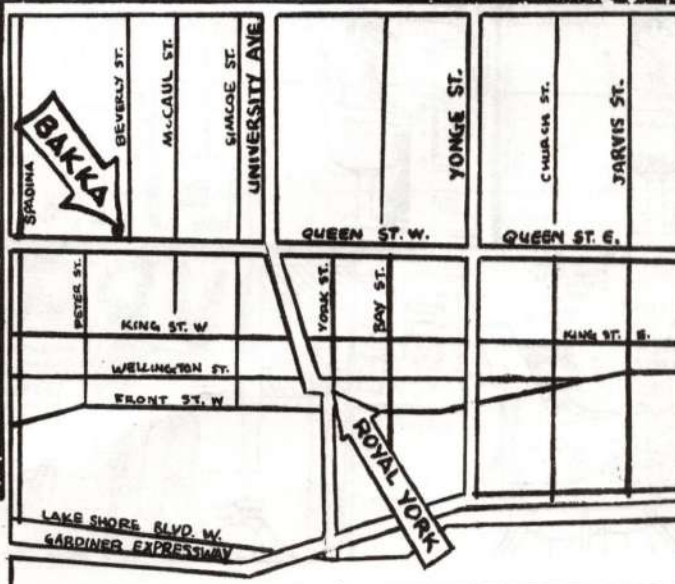 BEVERLY ST.
McCAUL ST.
SIMCOE ST.
UNIVERSITY AVE.
YONGE ST.
CHURCH ST.
JARVIS ST.
BAKKA
SPADINA
QUEEN ST. W.
QUEEN ST. E.
PETER ST.
YORK ST.
BAY ST.
KING ST. W
KING ST. E.
WELLINGTON ST.
FRONT ST. W
ROYAL YORK
LAKE SHORE BLVD. W.
GARDINER EXPRESSWAY